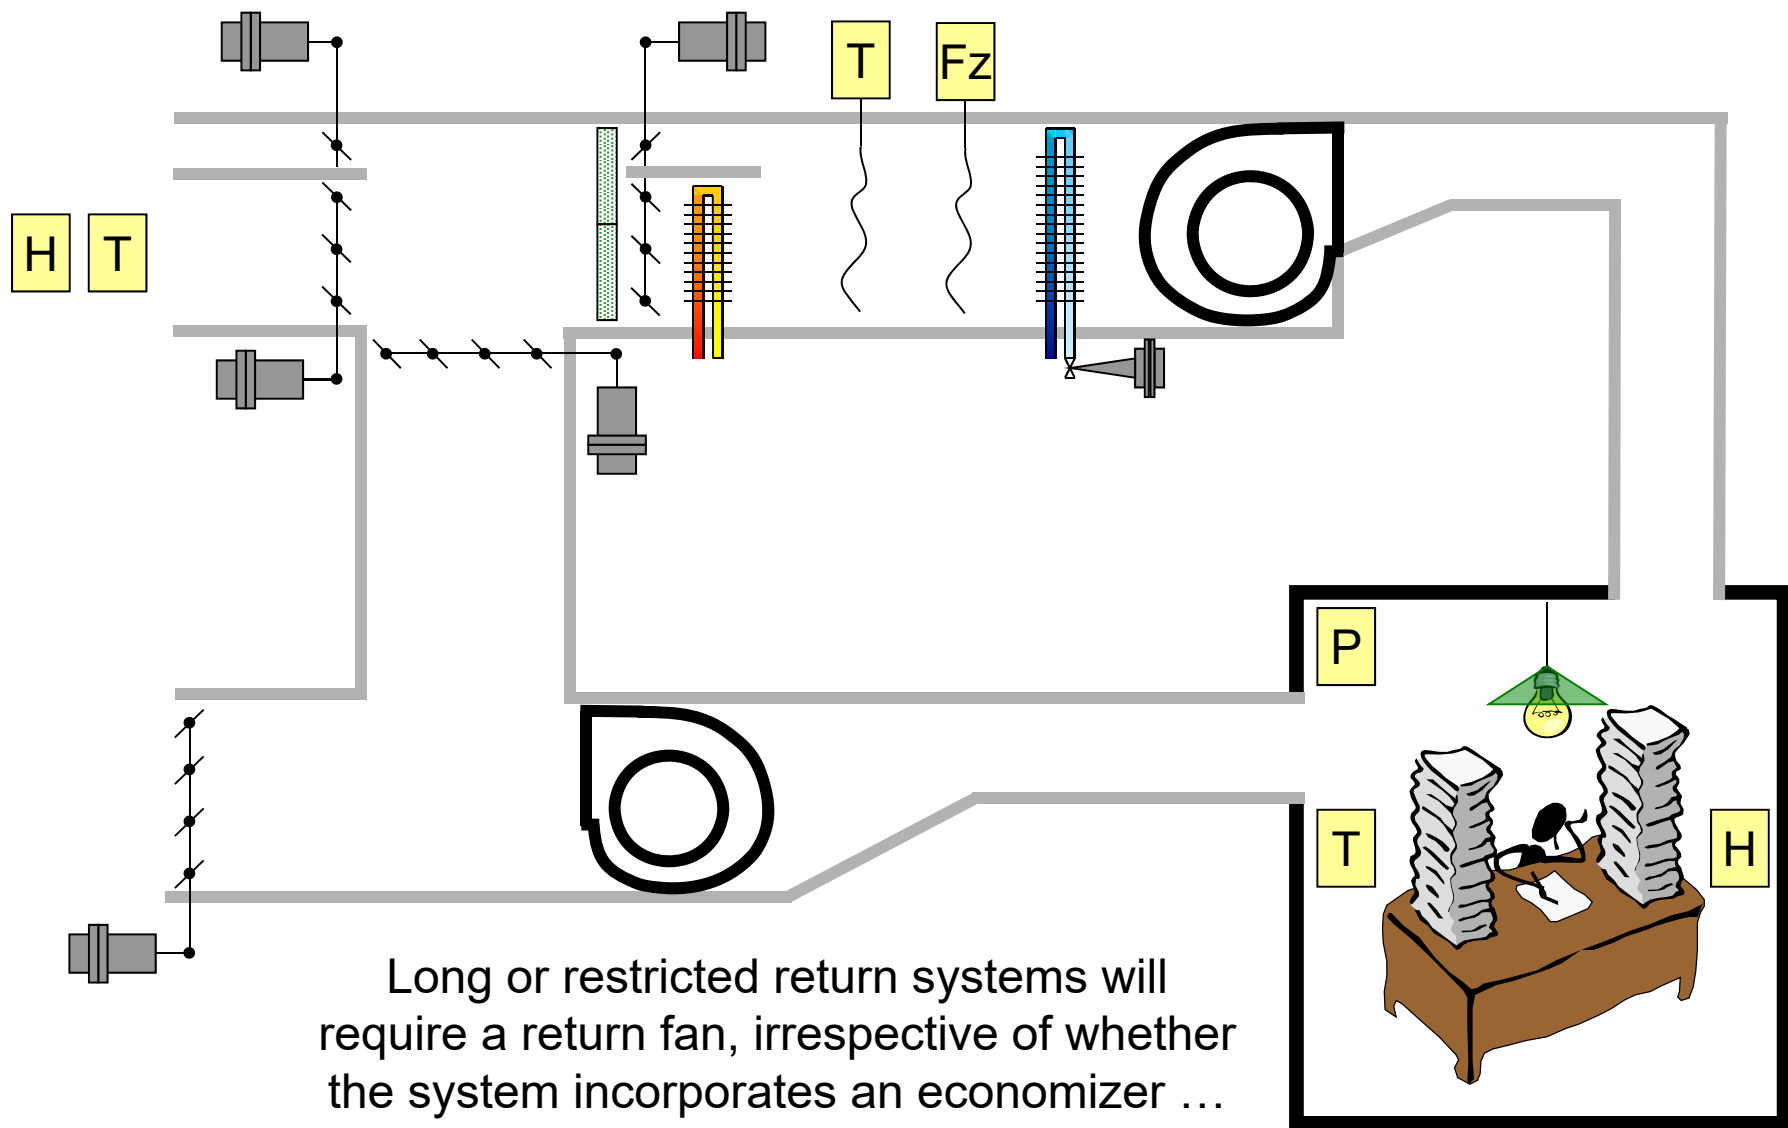 T
Fz
H
T
P
T
H
Long or restricted return systems will
require a return fan, irrespective of whether
the system incorporates an economizer …